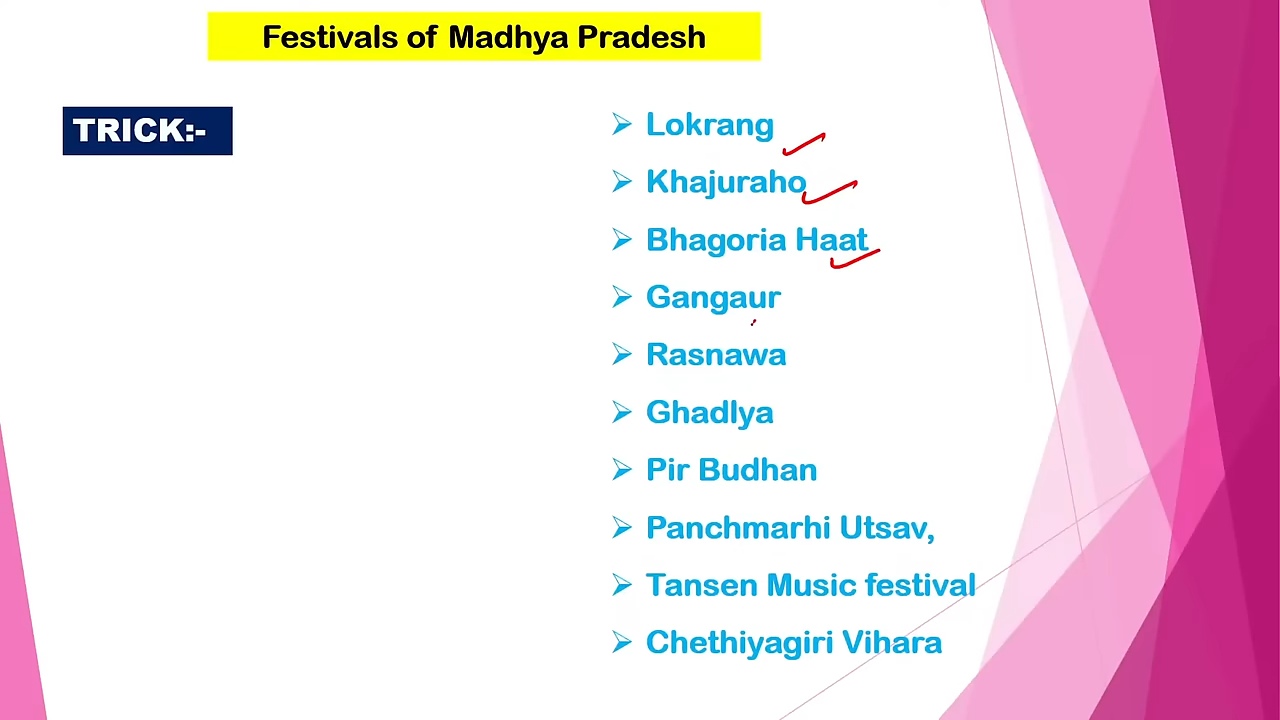 Festivals of Madhya Pradesh
TRICK:-
Lokrang
Khajuraho
Bhagoria Haat
Gangaur
Rasnawa
Ghadlya
Pir Budhan
Panchmarhi Utsav,
Tansen Music festival
Chethiyagiri Vihara